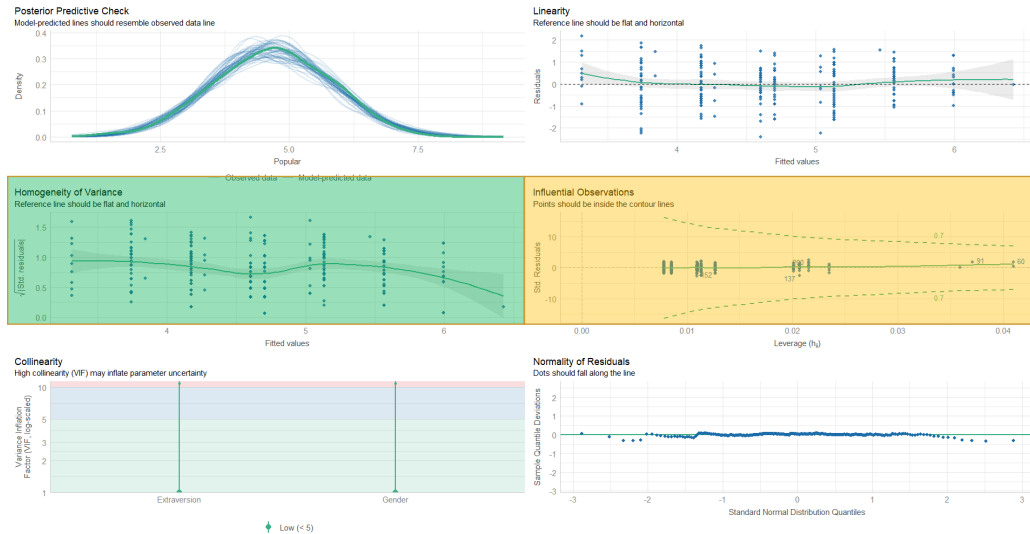 Posterior Predictive Check
Model-predicted lines should resemble observed data line
Density
0.4
0.3
0.2
0.1
0.0
2.5 5.0 7.5
Popular
Observed data Model-predicted data
Linearity
Reference line should be flat and horizontal
Residuals
2
1
0
-1
-2
4 5 6
Fitted values
Homogeneity of Variance
Reference line should be flat and horizontal
√|Std. residuals|
1.5
1.0
0.5
0.0
4 5 6
Fitted values
Influential Observations
Points should be inside the contour lines
Std. Residuals
10
0
-10
0.7
0.7
137
91
60
0.00 0.01 0.02 0.03 0.04
Leverage (hᵢᵢ)
Collinearity
High collinearity (VIF) may inflate parameter uncertainty
Variance Inflation
Factor (VIF, log-scaled)
10
5
3
2
1
Extraversion Gender
Low (< 5)
Normality of Residuals
Dots should fall along the line
Sample Quantile Deviations
2
1
0
-1
-2
-3
-3 -2 -1 0 1 2 3
Standard Normal Distribution Quantiles